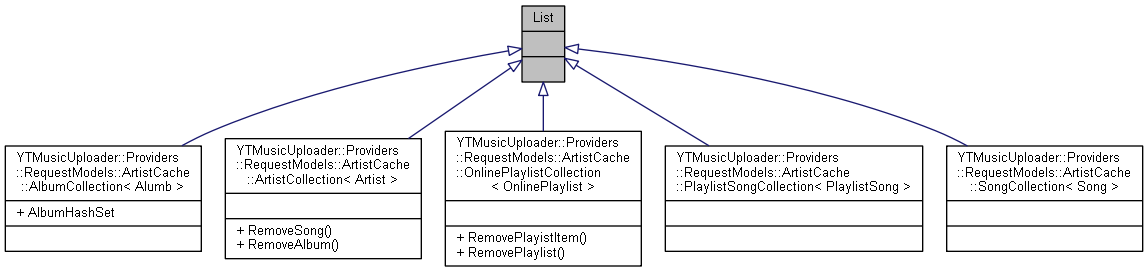 List
YTMusicUploader::Providers
::RequestModels::ArtistCache
::AlbumCollection< Alumb >
+ AlbumHashSet
YTMusicUploader::Providers
::RequestModels::ArtistCache
::ArtistCollection< Artist >
+ RemoveSong()
+ RemoveAlbum()
YTMusicUploader::Providers
::RequestModels::ArtistCache
::OnlinePlaylistCollection
< OnlinePlaylist >
+ RemovePlayistItem()
+ RemovePlaylist()
YTMusicUploader::Providers
::RequestModels::ArtistCache
::PlaylistSongCollection< PlaylistSong >
YTMusicUploader::Providers
::RequestModels::ArtistCache
::SongCollection< Song >